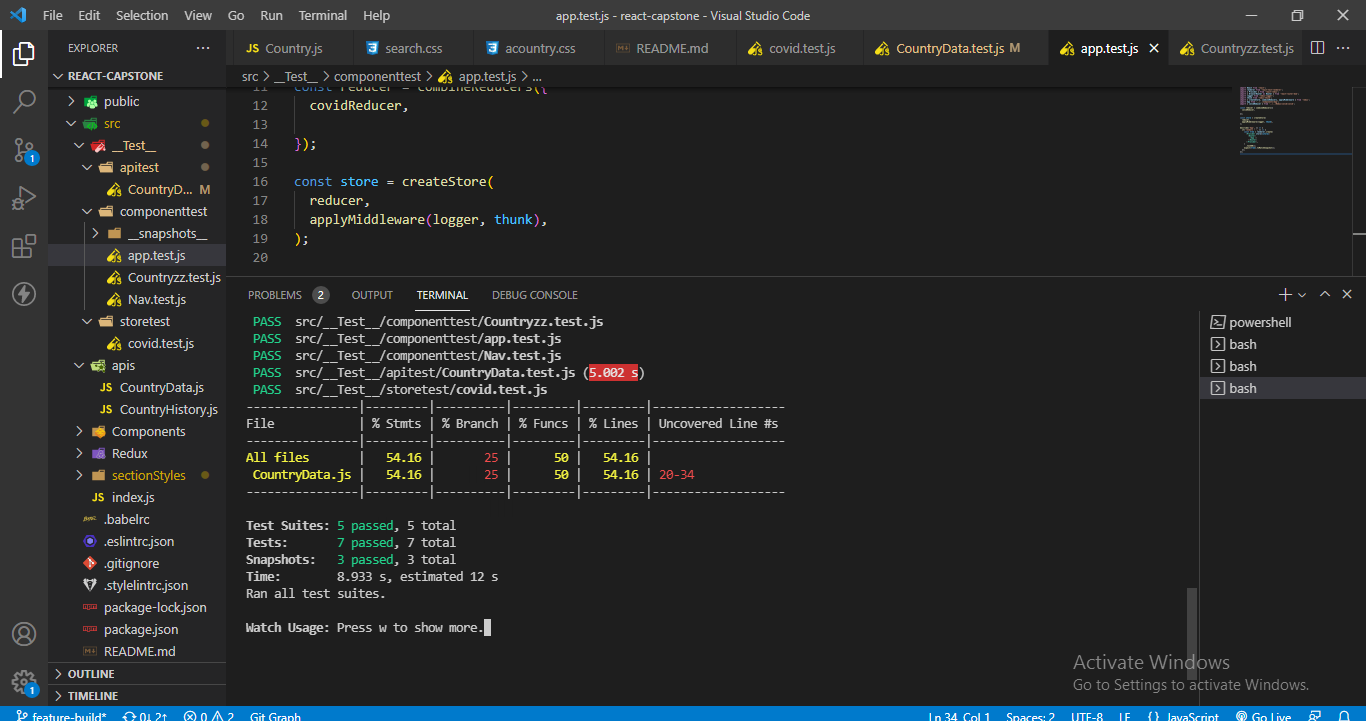 File Edit Selection View Go Run Terminal Help app.test.js - react-capstone - Visual Studio Code
EXPLORER ...
JS Country.js search.css acountry.css README.md covid.test.js CountryData.test.js M app.test.js Countryzz.test.js ...
REACT-CAPSTONE
src > __Test__ > componenttest > app.test.js > ...
public
src
__Test__
apitest
CountryD... M
componenttest
__snapshots__
app.test.js
Countryzz.test.js
Nav.test.js
storetest
covid.test.js
apis
JS CountryData.js
JS CountryHistory.js
Components
Redux
sectionStyles
JS index.js
.babelrc
.eslintrc.json
.gitignore
.stylelintrc.json
package-lock.json
package.json
README.md
OUTLINE
TIMELINE
1
1
11 const reducer = combineReducers({
12 covidReducer,
13
14 });
15
16 const store = createStore(
17 reducer,
18 applyMiddleware(logger, thunk),
19 );
20
PROBLEMS 2 OUTPUT TERMINAL DEBUG CONSOLE
PASS src/__Test__/componenttest/Countryzz.test.js
PASS src/__Test__/componenttest/app.test.js
PASS src/__Test__/componenttest/Nav.test.js
PASS src/__Test__/apitest/CountryData.test.js (5.002 s)
PASS src/__Test__/storetest/covid.test.js
----------------|---------|----------|---------|---------|-------------------
File | % Stmts | % Branch | % Funcs | % Lines | Uncovered Line #s
----------------|---------|----------|---------|---------|-------------------
All files | 54.16 | 25 | 50 | 54.16 |
CountryData.js | 54.16 | 25 | 50 | 54.16 | 20-34
----------------|---------|----------|---------|---------|-------------------
Test Suites: 5 passed, 5 total
Tests: 7 passed, 7 total
Snapshots: 3 passed, 3 total
Time: 8.933 s, estimated 12 s
Ran all test suites.
Watch Usage: Press w to show more.
powershell
bash
bash
bash
Activate Windows
Go to Settings to activate Windows.
feature-build* 0↓ 2↑ 0 2 Git Graph Ln 34, Col 1 Spaces: 2 UTF-8 LF {} JavaScript Go Live